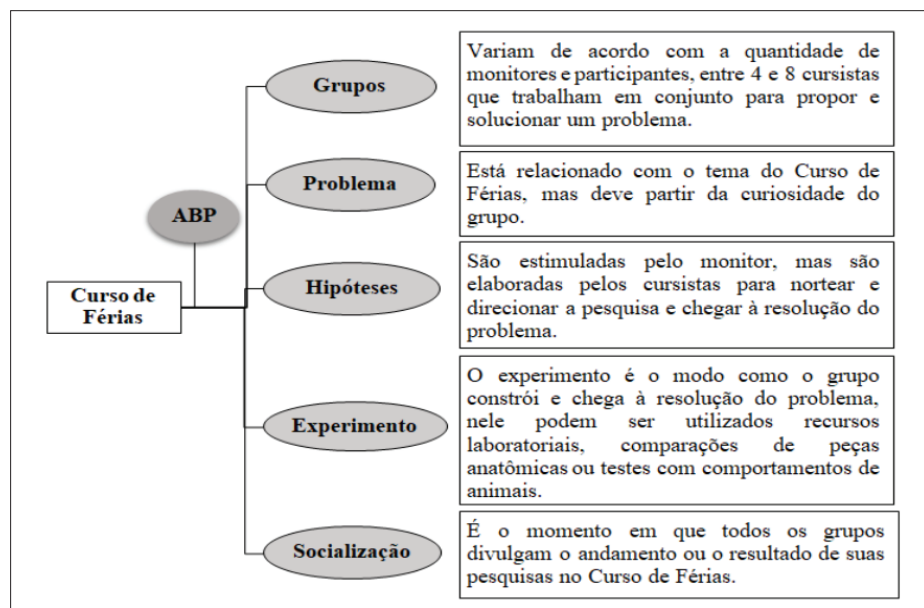 ABP
Curso de
Férias
Grupos
Variam de acordo com a quantidade de
monitores e participantes, entre 4 e 8 cursistas
que trabalham em conjunto para propor e
solucionar um problema.
Problema
Está relacionado com o tema do Curso de
Férias, mas deve partir da curiosidade do
grupo.
Hipóteses
São estimuladas pelo monitor, mas são
elaboradas pelos cursistas para nortear e
direcionar a pesquisa e chegar à resolução do
problema.
Experimento
O experimento é o modo como o grupo
constrói e chega à resolução do problema,
nele podem ser utilizados recursos
laboratoriais, comparações de peças
anatômicas ou testes com comportamentos de
animais.
Socialização
É o momento em que todos os grupos
divulgam o andamento ou o resultado de suas
pesquisas no Curso de Férias.